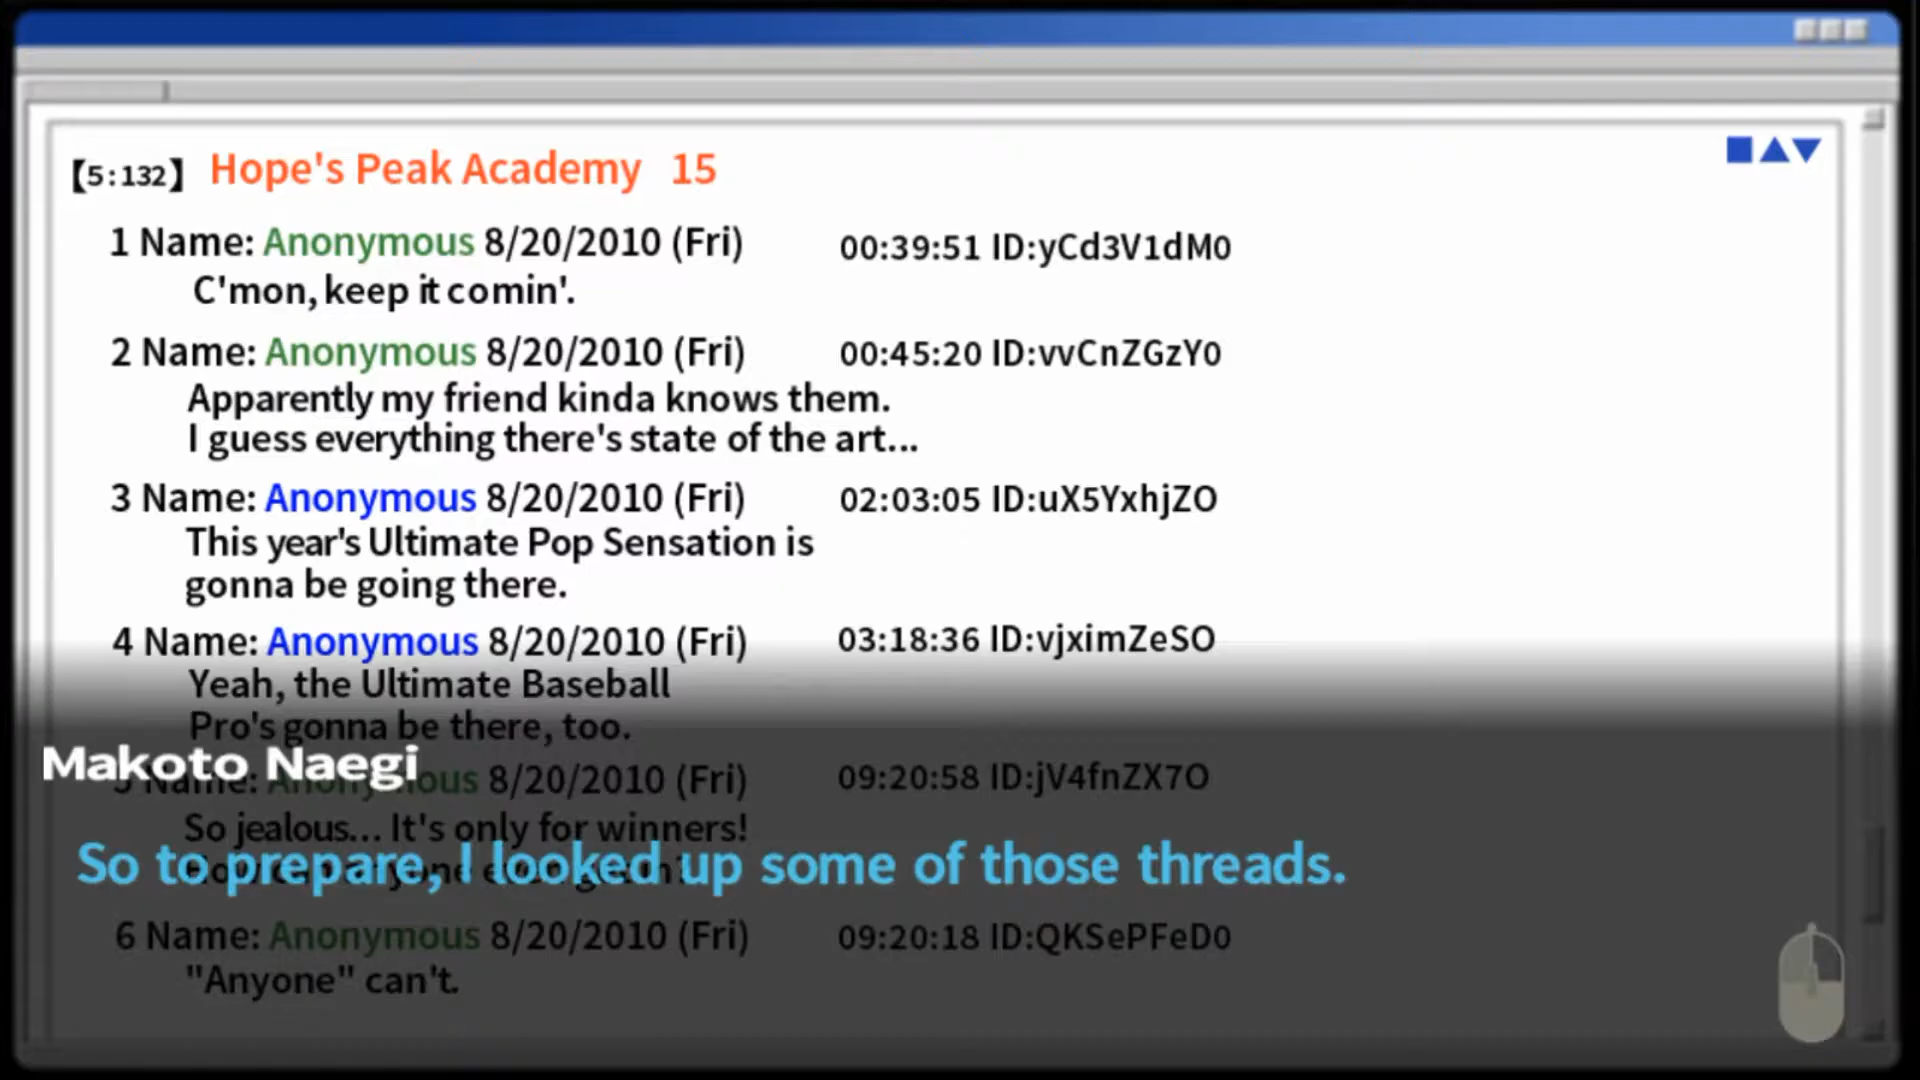 【5:132】 Hope's Peak Academy 15
1 Name: Anonymous 8/20/2010 (Fri) 00:39:51 ID:yCd3V1dM0
C'mon, keep it comin'.
2 Name: Anonymous 8/20/2010 (Fri) 00:45:20 ID:vvCnZGzY0
Apparently my friend kinda knows them.
I guess everything there's state of the art...
3 Name: Anonymous 8/20/2010 (Fri) 02:03:05 ID:uX5YxhjZO
This year's Ultimate Pop Sensation is
gonna be going there.
4 Name: Anonymous 8/20/2010 (Fri) 03:18:36 ID:vjximZeSO
Yeah, the Ultimate Baseball
Pro's gonna be there, too.
Makoto Naegi
5 Name: Anonymous 8/20/2010 (Fri) 09:20:58 ID:jV4fnZX7O
So jealous... It's only for winners!
So to prepare, I looked up some of those threads.
6 Name: Anonymous 8/20/2010 (Fri) 09:20:18 ID:QKSePFeD0
"Anyone" can't.